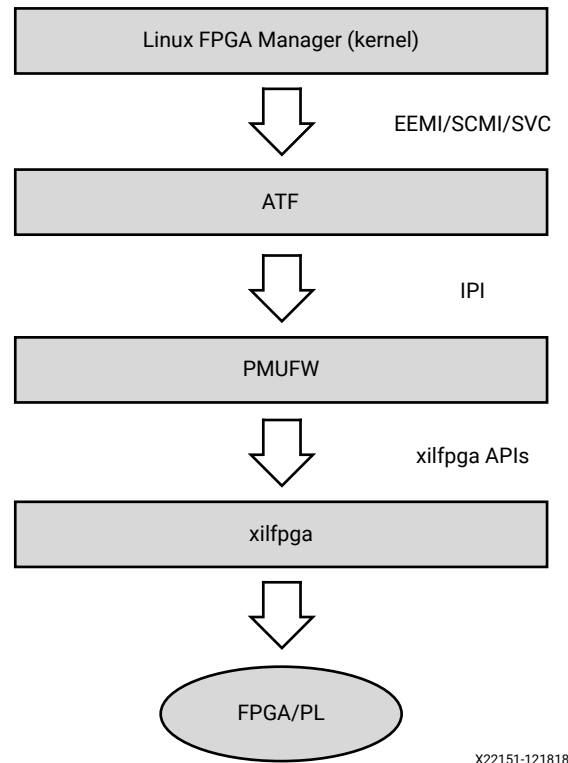 Linux FPGA Manager (kernel)
EEMI/SCMI/SVC
ATF
IPI
PMUFW
xilfpga APIs
xilfpga
FPGA/PL
X22151-121818